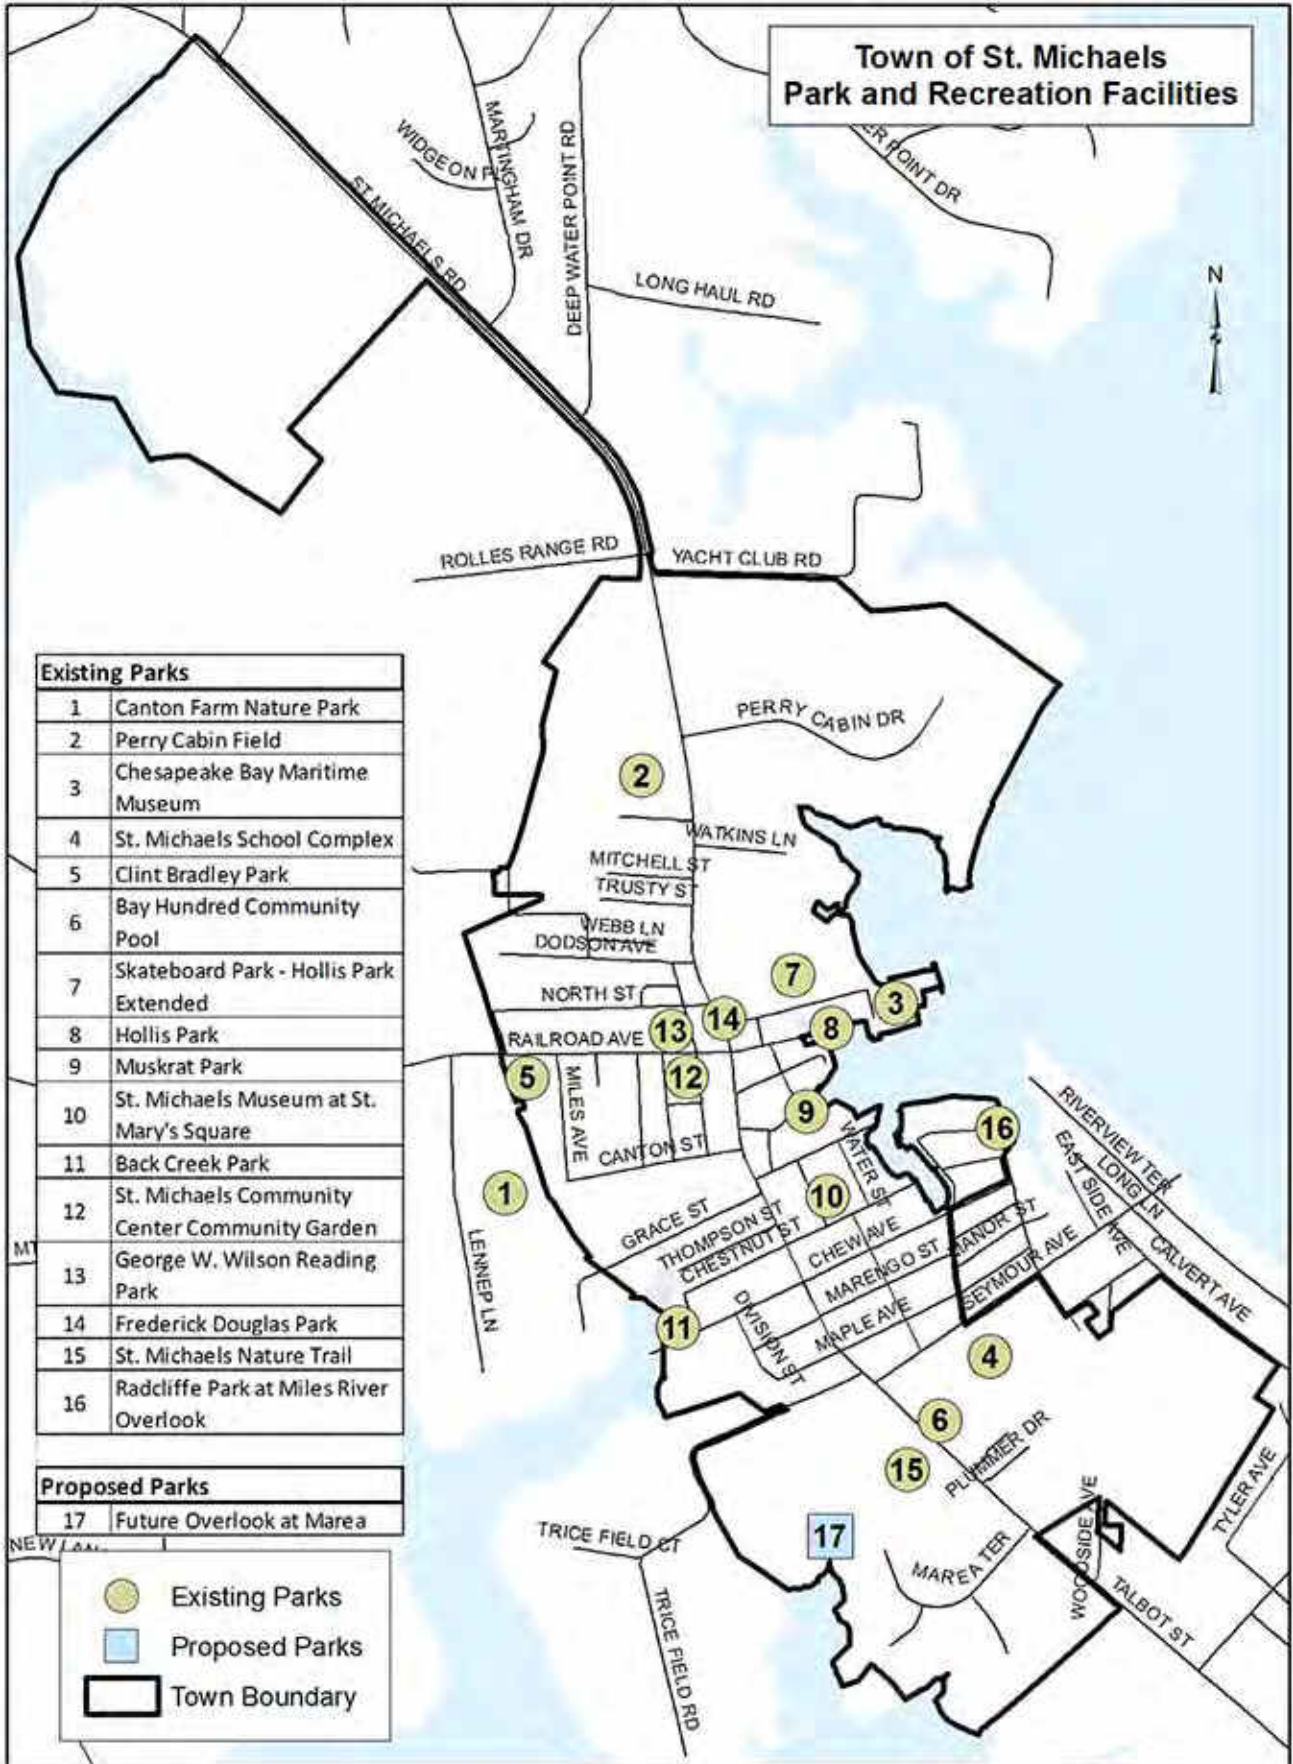 Town of St. Michaels
Park and Recreation Facilities
ER POINT DR
WIDGEON PL
MARTINGHAM DR
DEEP WATER POINT RD
ST. MICHAELS RD
LONG HAUL RD
N
ROLLES RANGE RD
YACHT CLUB RD
PERRY CABIN DR
2
WATKINS LN
MITCHELL ST
TRUSTY ST
WEBB LN
DODSON AVE
7
NORTH ST
3
14
13
8
RAILROAD AVE
5
12
MILES AVE
9
16
RIVERVIEW TER
CANTON ST
WATER ST
EAST SIDE AVE
LONG LN
1
10
GRACE ST
THOMPSON ST
CHESTNUT ST
CHEW AVE
MANOR ST
CALVERT AVE
LENNEP LN
MARENGO ST
SEYMOUR AVE
11
DIVISION ST
MAPLE AVE
4
6
PLUMMER DR
15
TYLER AVE
WOODSIDE AVE
17
TRICE FIELD CT
MAREA TER
TALBOT ST
TRICE FIELD RD
MT
Existing Parks
1 Canton Farm Nature Park
2 Perry Cabin Field
3 Chesapeake Bay Maritime
Museum
4 St. Michaels School Complex
5 Clint Bradley Park
6 Bay Hundred Community
Pool
7 Skateboard Park - Hollis Park
Extended
8 Hollis Park
9 Muskrat Park
10 St. Michaels Museum at St.
Mary's Square
11 Back Creek Park
12 St. Michaels Community
Center Community Garden
13 George W. Wilson Reading
Park
14 Frederick Douglas Park
15 St. Michaels Nature Trail
16 Radcliffe Park at Miles River
Overlook
Proposed Parks
17 Future Overlook at Marea
NEW
Existing Parks
Proposed Parks
Town Boundary